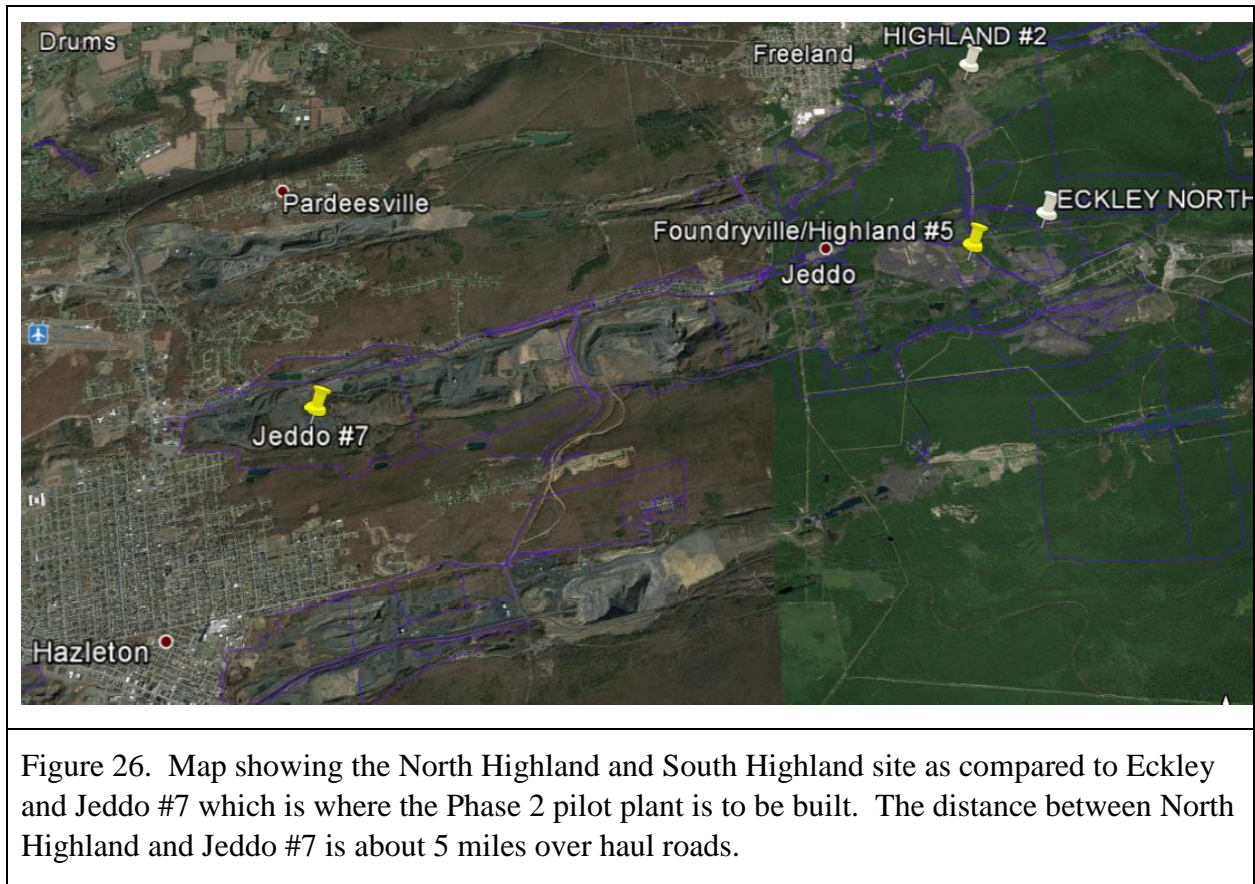 Drums
HIGHLAND #2
Freeland
Pardeesville
ECKLEY NORTH
Foundryville/Highland #5
Jeddo
Jeddo #7
Hazleton
Figure 26. Map showing the North Highland and South Highland site as compared to Eckley
and Jeddo #7 which is where the Phase 2 pilot plant is to be built. The distance between North
Highland and Jeddo #7 is about 5 miles over haul roads.